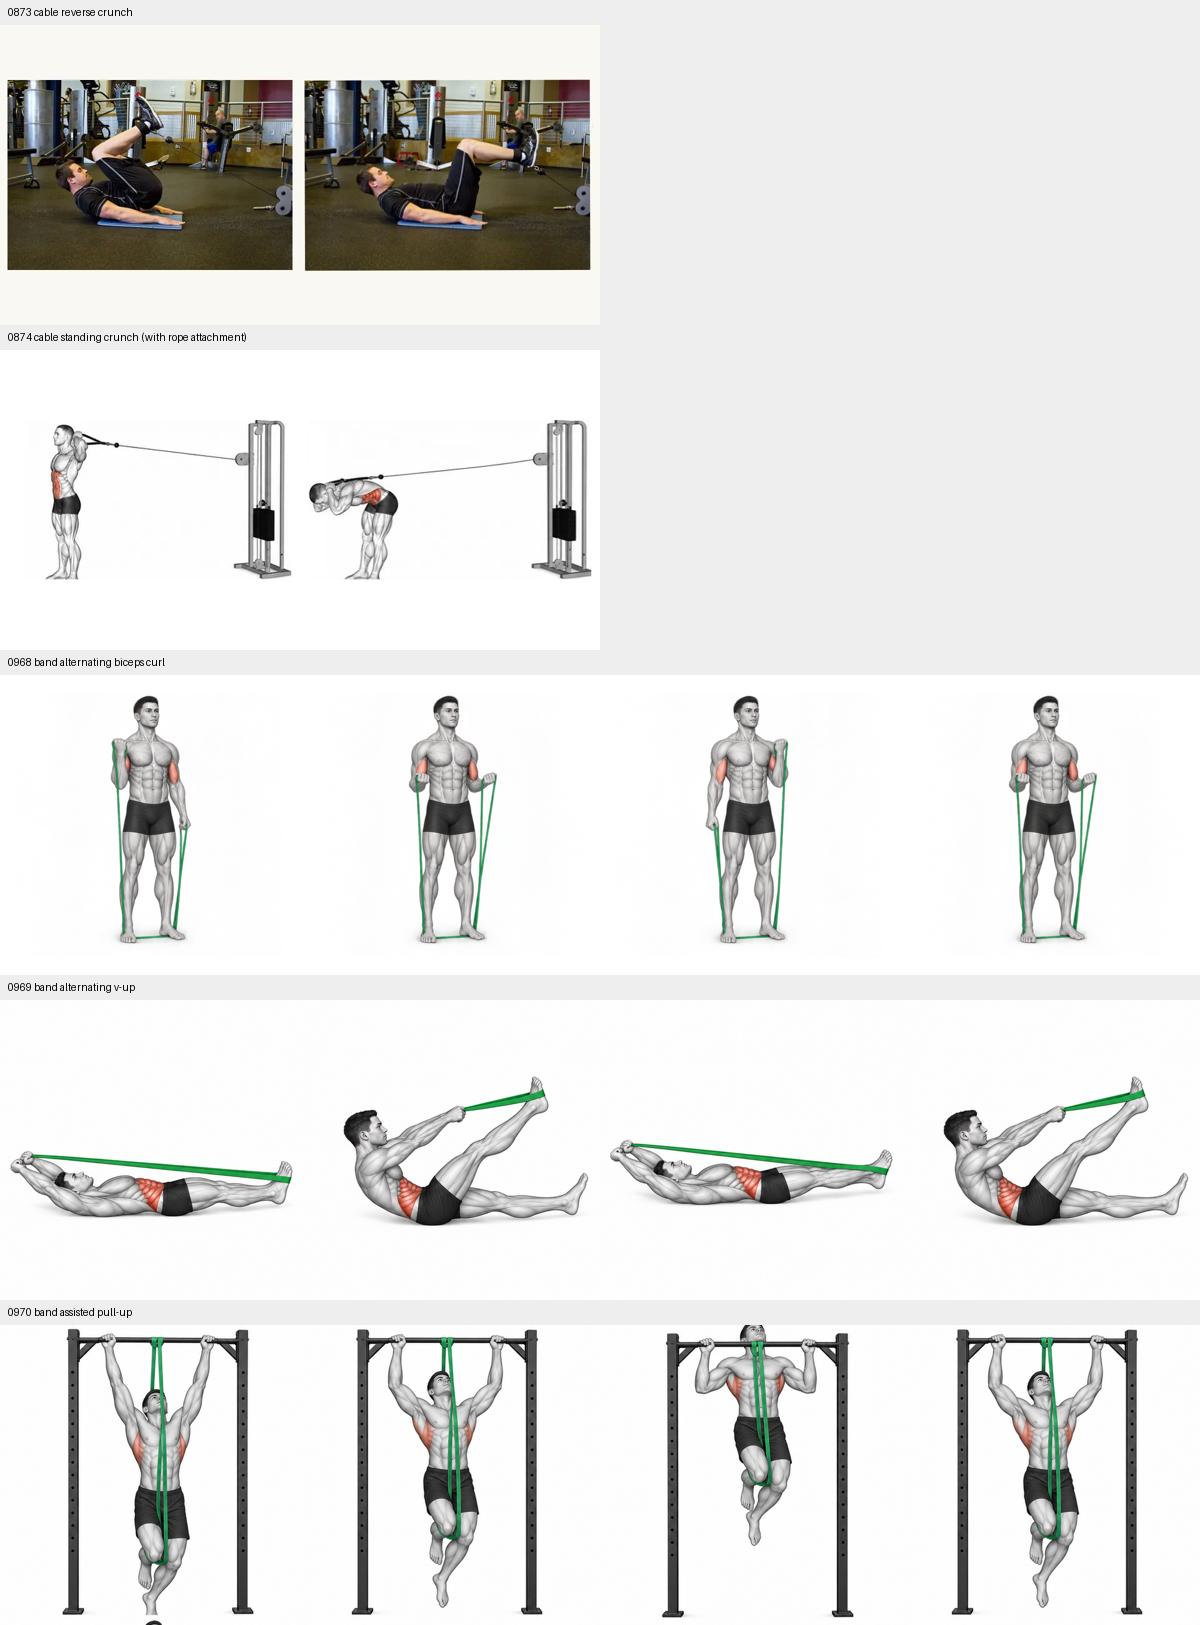 0873 cable reverse crunch
0874 cable standing crunch (with rope attachment)
0968 band alternating biceps curl
0969 band alternating v-up
0970 band assisted pull-up